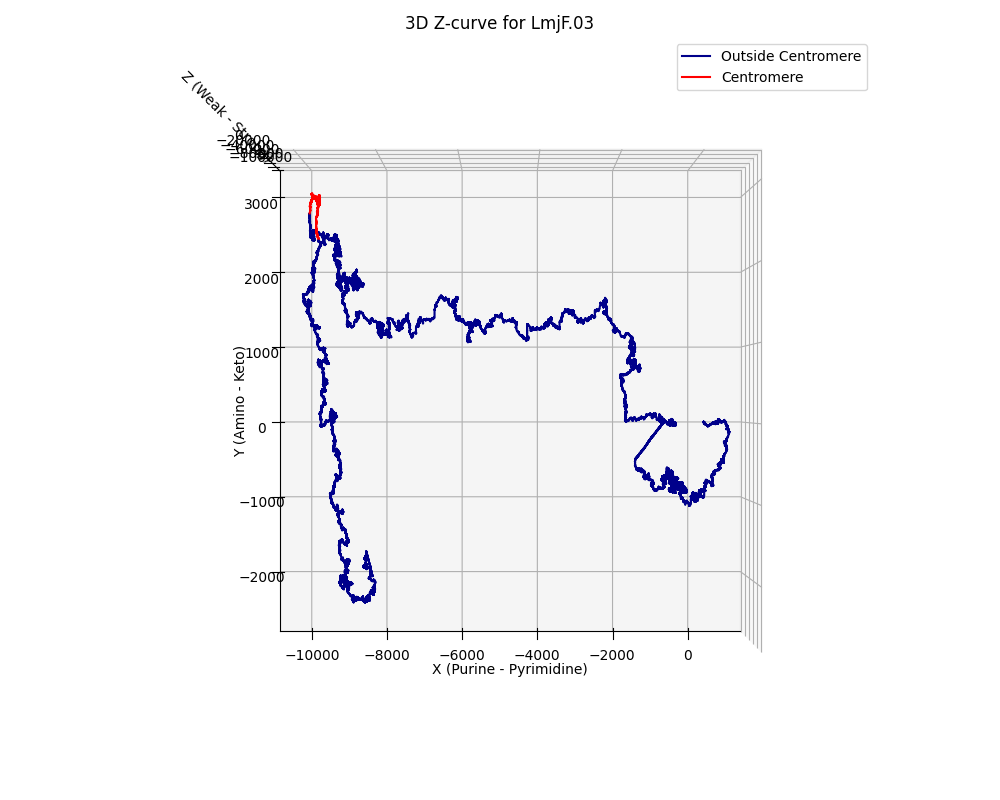 3D Z-curve for LmjF.03
Outside Centromere
Centromere
Z (Weak -
3000
2000
1000
0
−1000
−2000
Y (Amino - Keto)
−10000
−8000
−6000
−4000
−2000
0
X (Purine - Pyrimidine)